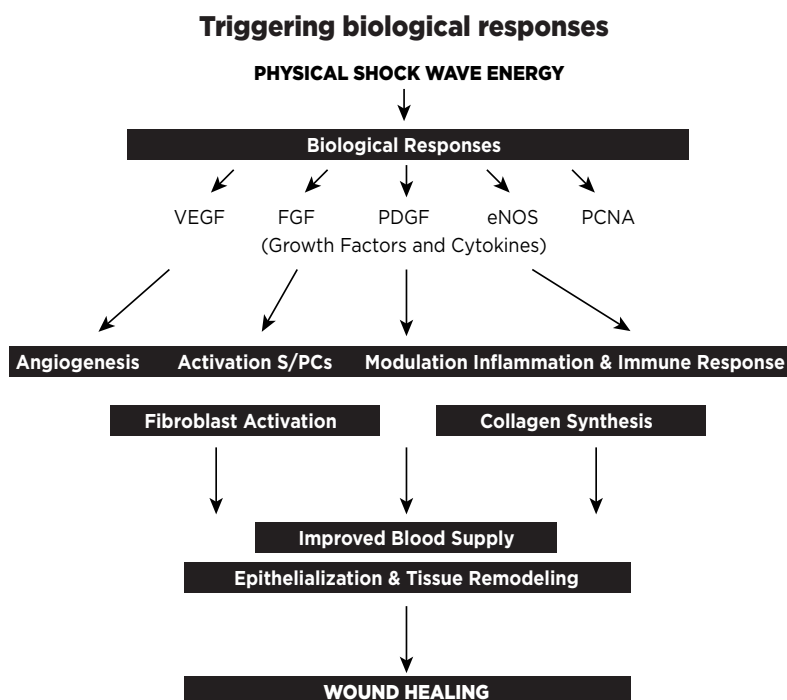 Triggering biological responses
PHYSICAL SHOCK WAVE ENERGY
Biological Responses
VEGF FGF PDGF eNOS PCNA
(Growth Factors and Cytokines)
Angiogenesis Activation S/PCs Modulation Inflammation & Immune Response
Fibroblast Activation Collagen Synthesis
Improved Blood Supply
Epithelialization & Tissue Remodeling
WOUND HEALING